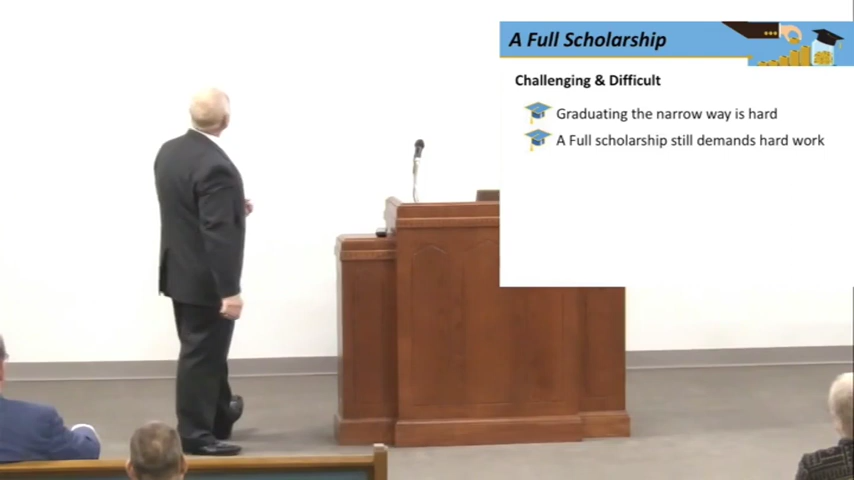 A Full Scholarship
Challenging & Difficult
Graduating the narrow way is hard
A Full scholarship still demands hard work